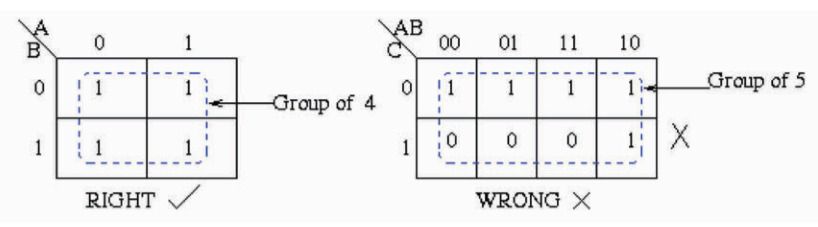 A
B
0 1
0 1 1
1 1 1
Group of 4
RIGHT ✓
AB
C
00 01 11 10
0 1 1 1 1
1 0 0 0 1
Group of 5
X
WRONG X